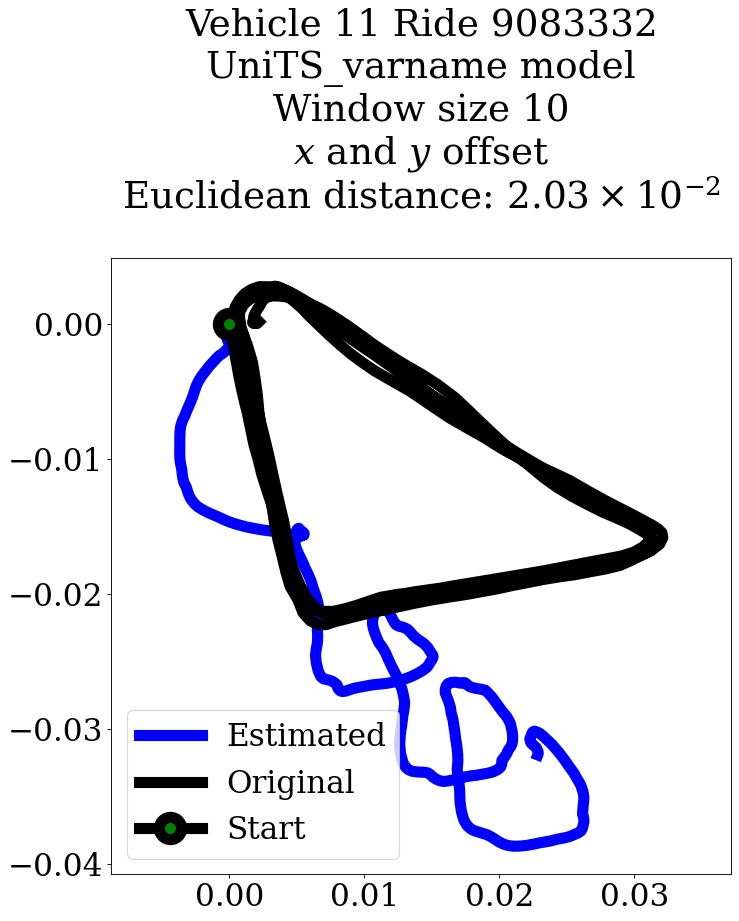 Vehicle 11 Ride 9083332
UniTS_varname model
Window size 10
x and y offset
Euclidean distance: 2.03 × 10⁻²
0.00
−0.01
−0.02
−0.03
−0.04
Estimated
Original
Start
0.00 0.01 0.02 0.03